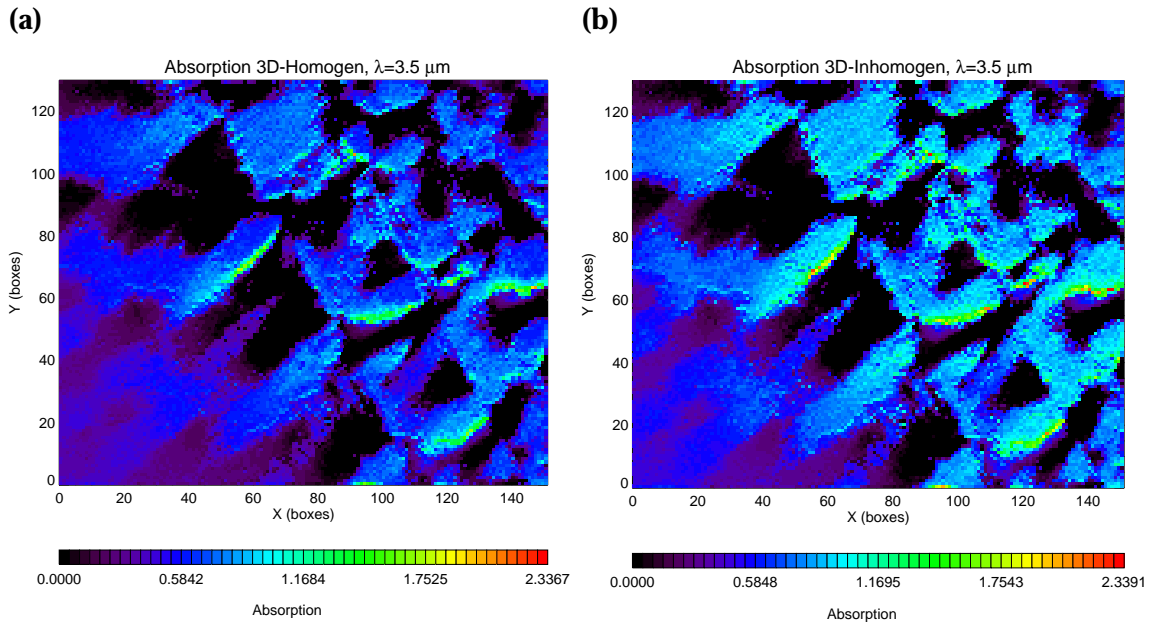 (a)
Absorption 3D-Homogen, λ=3.5 µm
120
100
80
60
40
20
0
Y (boxes)
0 20 40 60 80 100 120 140
X (boxes)
0.0000 0.5842 1.1684 1.7525 2.3367
Absorption
(b)
Absorption 3D-Inhomogen, λ=3.5 µm
120
100
80
60
40
20
0
Y (boxes)
0 20 40 60 80 100 120 140
X (boxes)
0.0000 0.5848 1.1695 1.7543 2.3391
Absorption